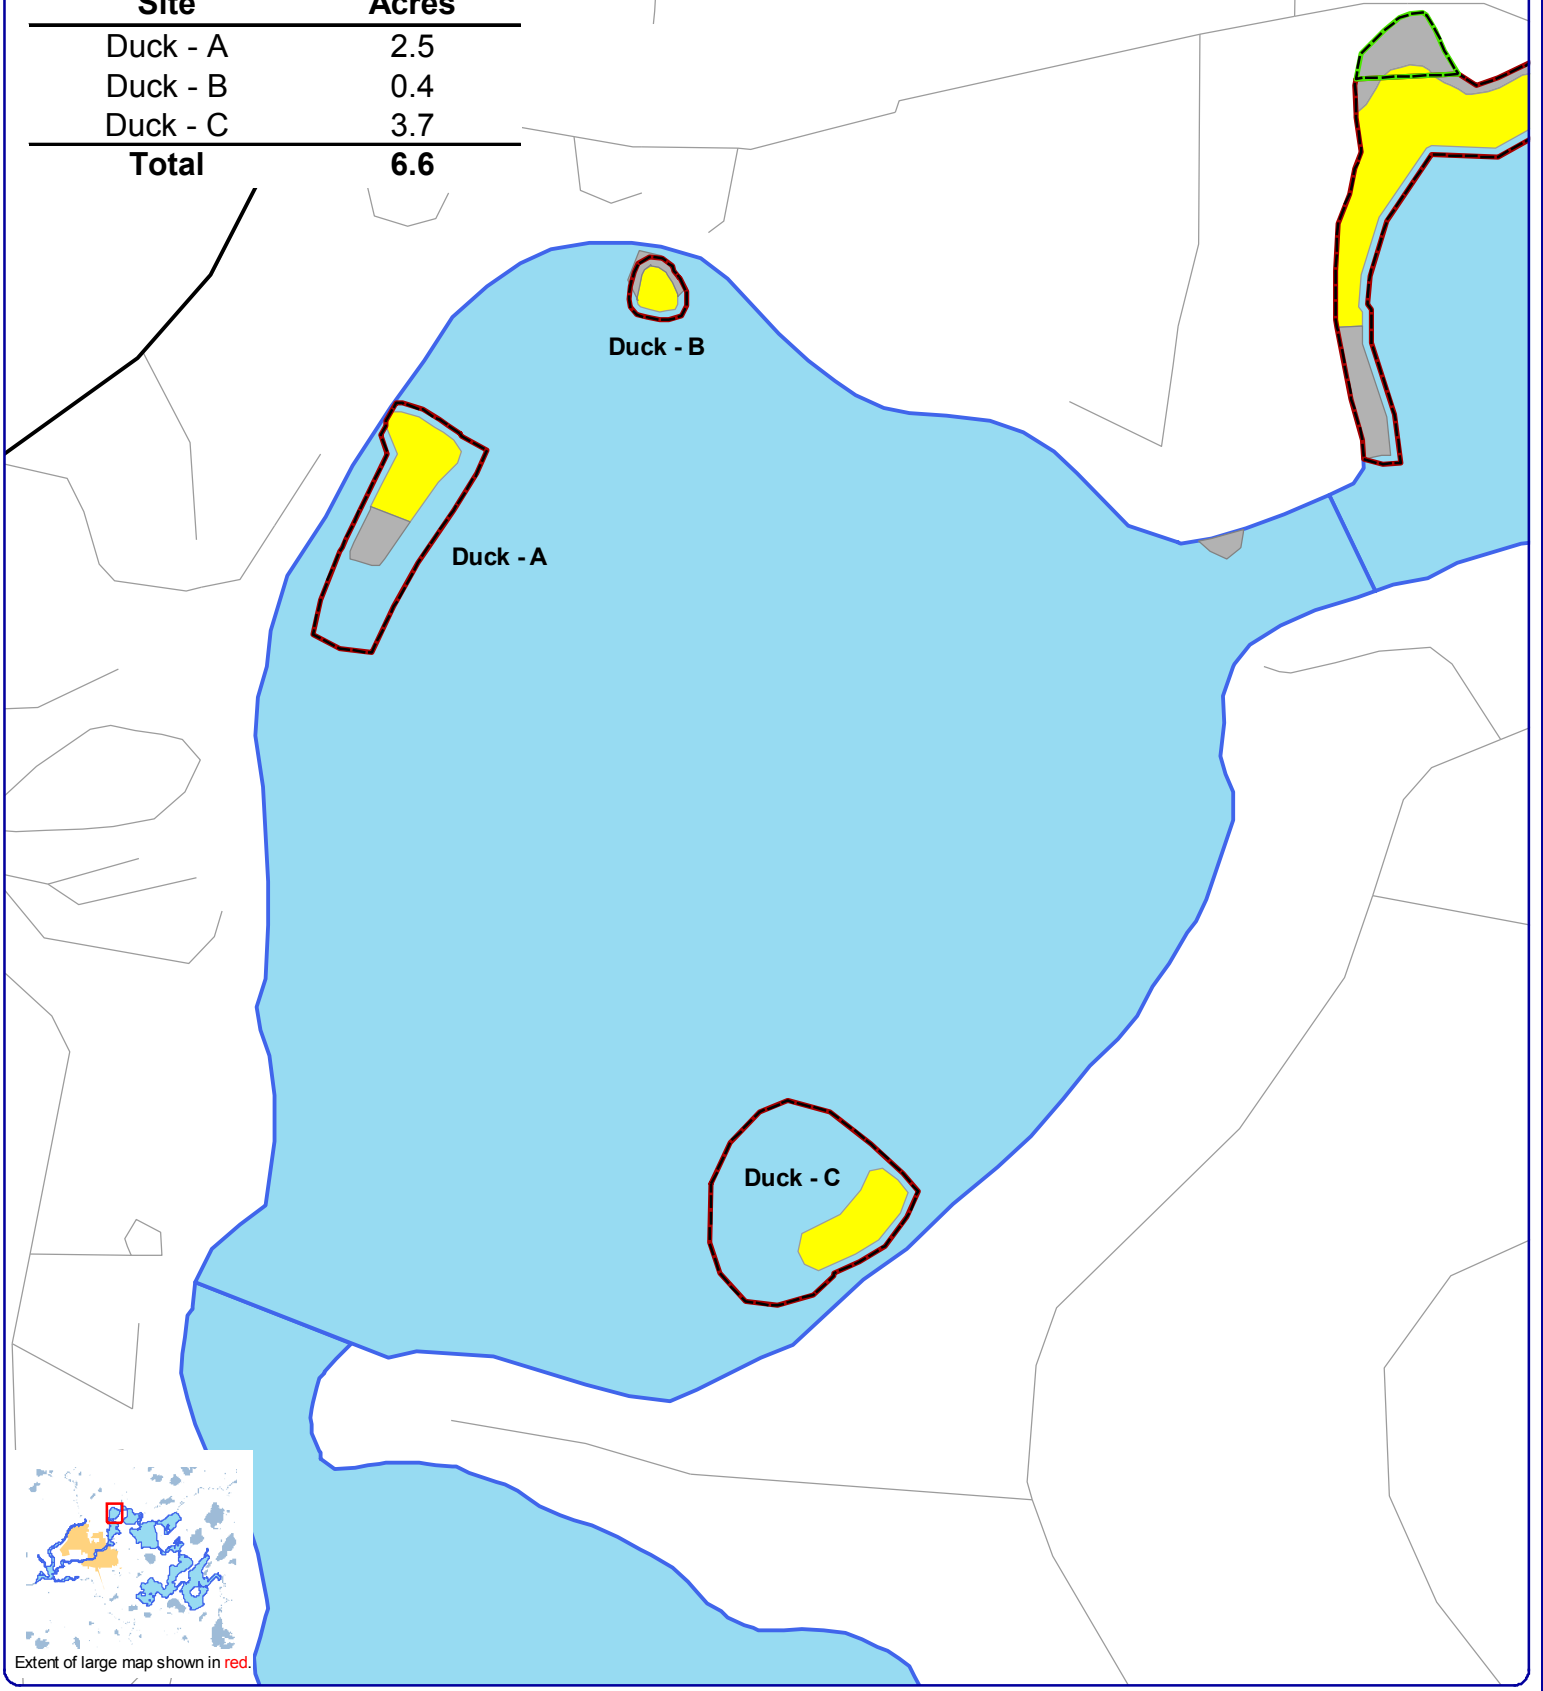 Site Acres
Duck - A 2.5
Duck - B 0.4
Duck - C 3.7
Total 6.6
Duck - B
Duck - A
Duck - C
Extent of large map shown in red.